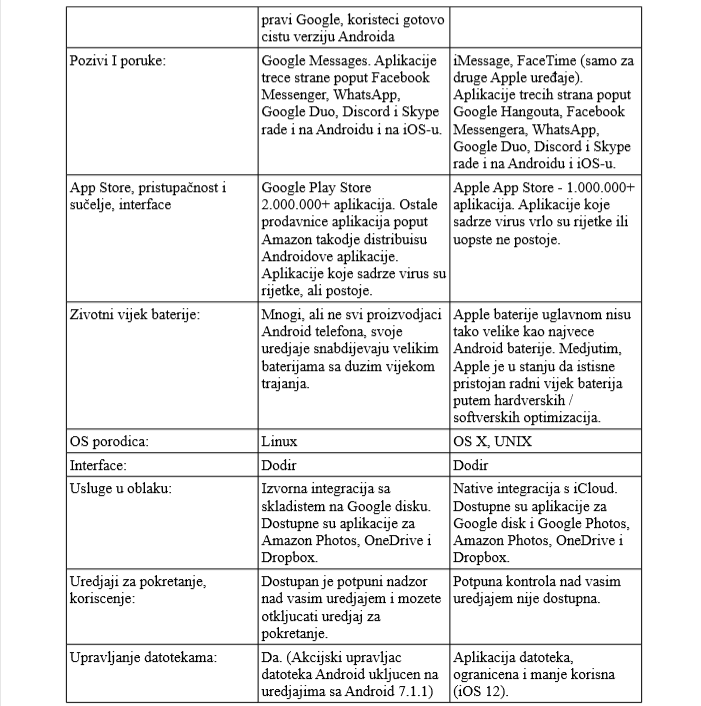 pravi Google, koristeci gotovo
cistu verziju Androida
Pozivi I poruke:
Google Messages. Aplikacije
trece strane poput Facebook
Messenger, WhatsApp,
Google Duo, Discord i Skype
rade i na Androidu i na iOS-u.
iMessage, FaceTime (samo za
druge Apple uređaje).
Aplikacije trecih strana poput
Google Hangouta, Facebook
Messengera, WhatsApp,
Google Duo, Discord i Skype
rade i na Androidu i iOS-u.
App Store, pristupačnost i
sučelje, interface
Google Play Store
2.000.000+ aplikacija. Ostale
prodavnice aplikacija poput
Amazon takodje distribuisu
Androidove aplikacije.
Aplikacije koje sadrze virus su
rijetke, ali postoje.
Apple App Store - 1.000.000+
aplikacija. Aplikacije koje
sadrze virus vrlo su rijetke ili
uopste ne postoje.
Zivotni vijek baterije:
Mnogi, ali ne svi proizvodjaci
Android telefona, svoje
uredjaje snabdijevaju velikim
baterijama sa duzim vijekom
trajanja.
Apple baterije uglavnom nisu
tako velike kao najvece
Android baterije. Medjutim,
Apple je u stanju da istisne
pristojan radni vijek baterija
putem hardverskih /
softverskih optimizacija.
OS porodica:
Linux
OS X, UNIX
Interface:
Dodir
Dodir
Usluge u oblaku:
Izvorna integracija sa
skladistem na Google disku.
Dostupne su aplikacije za
Amazon Photos, OneDrive i
Dropbox.
Native integracija s iCloud.
Dostupne su aplikacije za
Google disk i Google Photos,
Amazon Photos, OneDrive i
Dropbox.
Uredjaji za pokretanje,
koriscenje:
Dostupan je potpuni nadzor
nad vasim uredjajem i mozete
otkljucati uredjaj za
pokretanje.
Potpuna kontrola nad vasim
uredjajem nije dostupna.
Upravljanje datotekama:
Da. (Akcijski upravljac
datoteka Android ukljucen na
uredjajima sa Android 7.1.1)
Aplikacija datoteka,
ogranicena i manje korisna
(iOS 12).